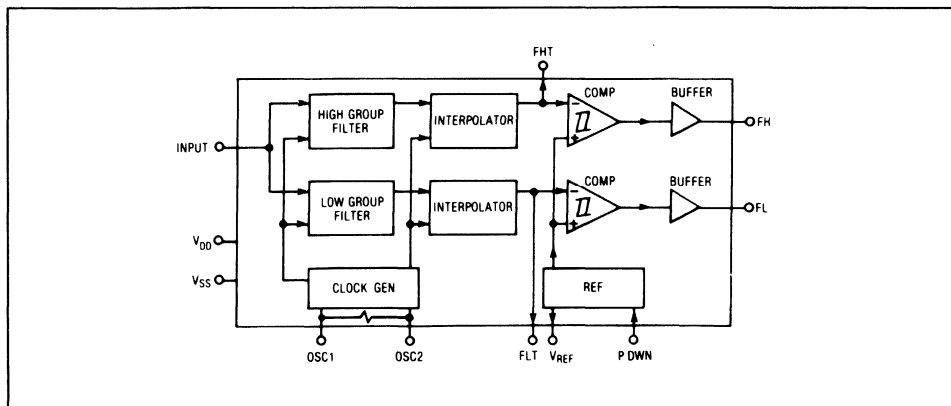 FHT
COMP
BUFFER
HIGH GROUP
FILTER
INTERPOLATOR
-
+
FH
INPUT
COMP
BUFFER
LOW GROUP
FILTER
INTERPOLATOR
-
+
FL
VDD
VSS
CLOCK GEN
REF
OSC1
OSC2
FLT
VREF
P DWN